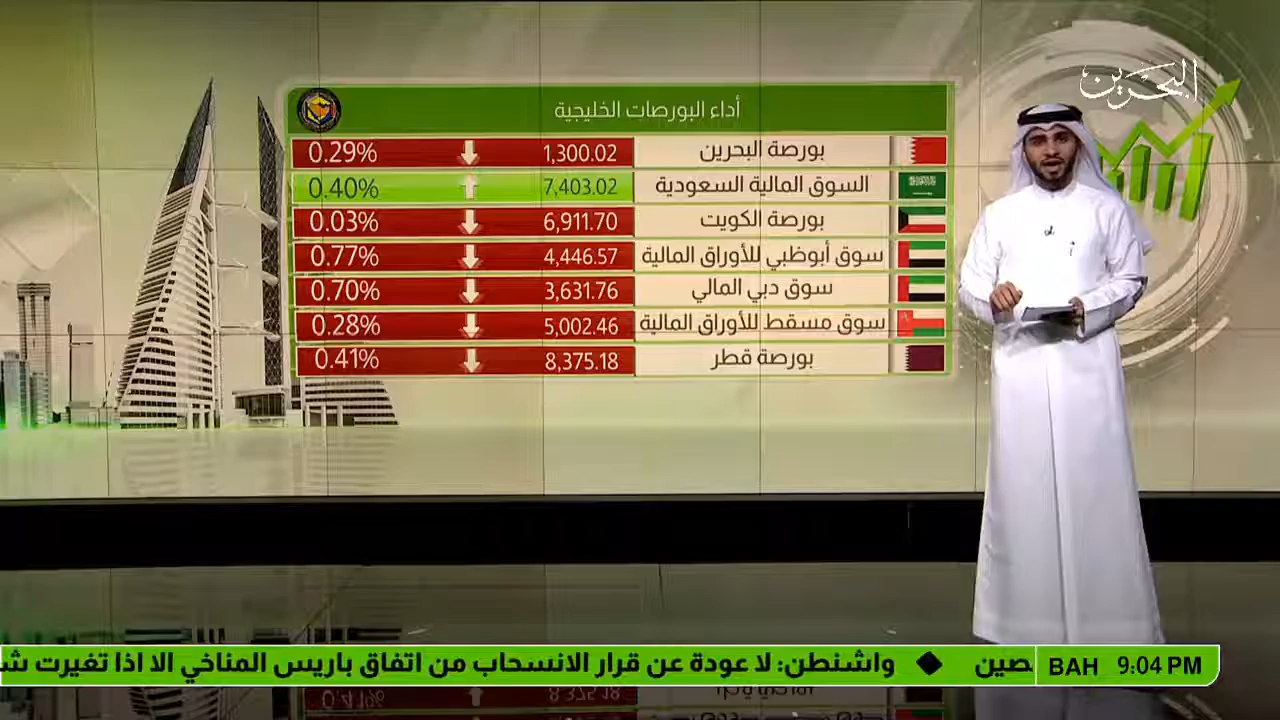 البحرين
أداء البورصات الخليجية
بورصة البحرين 1,300.02 0.29%
السوق المالية السعودية 7,403.02 0.40%
بورصة الكويت 6,911.70 0.03%
سوق أبوظبي للأوراق المالية 4,446.57 0.77%
سوق دبي المالي 3,631.76 0.70%
سوق مسقط للأوراق المالية 5,002.46 0.28%
بورصة قطر 8,375.18 0.41%
BAH 9:04 PM
واشنطن: لا عودة عن قرار الانسحاب من اتفاق باريس المناخي الا اذا تغيرت